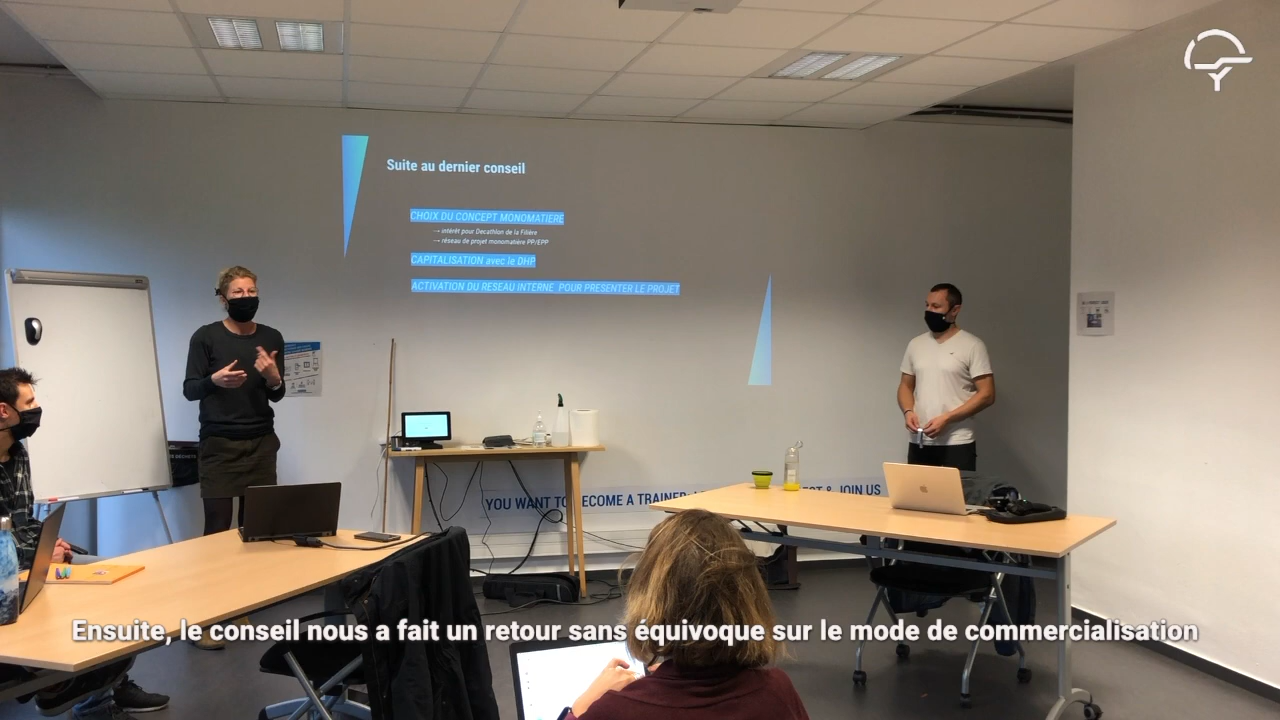 Suite au dernier conseil
CHOIX DU CONCEPT MONOMATIERE
→ intérêt pour Decathlon de la Filière
→ réseau de projet monomatière PP/EPP
CAPITALISATION avec le DHP
ACTIVATION DU RESEAU INTERNE POUR PRESENTER LE PROJET
YOU WANT TO BECOME A TRAINER & JOIN US
Ensuite, le conseil nous a fait un retour sans équivoque sur le mode de commercialisation